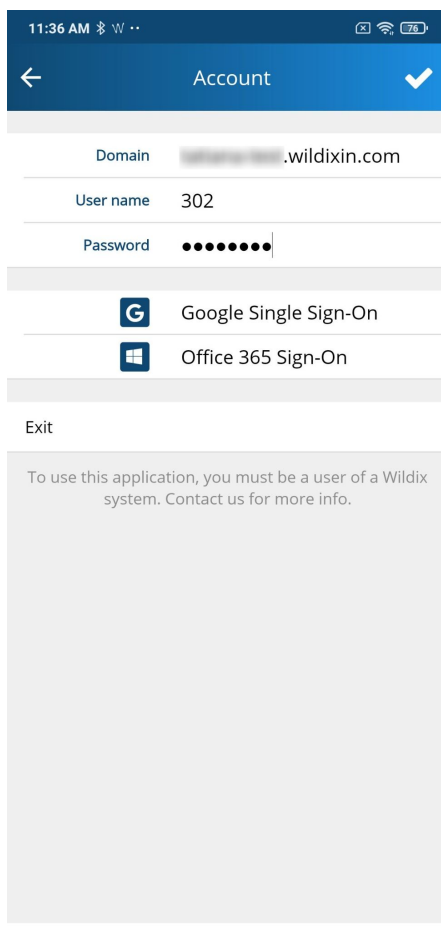 11:36 AM W ·· 76
Account
Domain .wildixin.com
User name 302
Password ●●●●●●●●
G Google Single Sign-On
Office 365 Sign-On
Exit
To use this application, you must be a user of a Wildix
system. Contact us for more info.